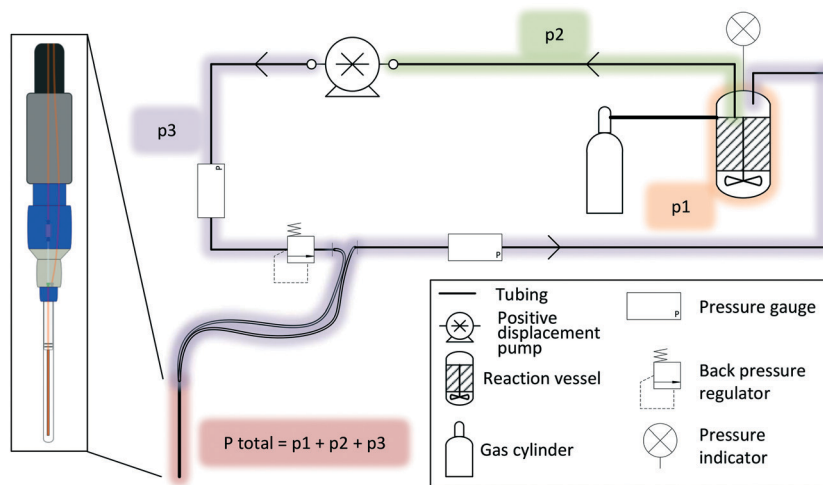 p2
p3
P
p1
P
P total = p1 + p2 + p3
Tubing
Positive
displacement
pump
Reaction vessel
Gas cylinder
P
Pressure gauge
Back pressure
regulator
Pressure
indicator